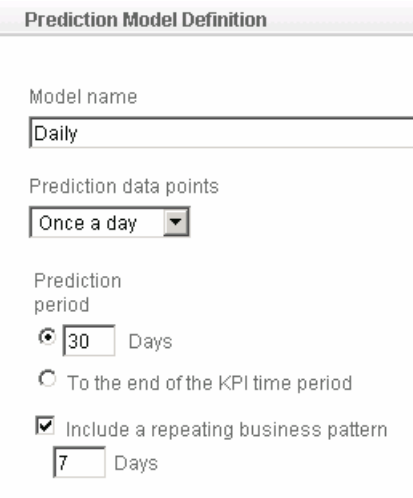 Prediction Model Definition
Model name
Daily
Prediction data points
Once a day
Prediction
period
30 Days
To the end of the KPI time period
Include a repeating business pattern
7 Days